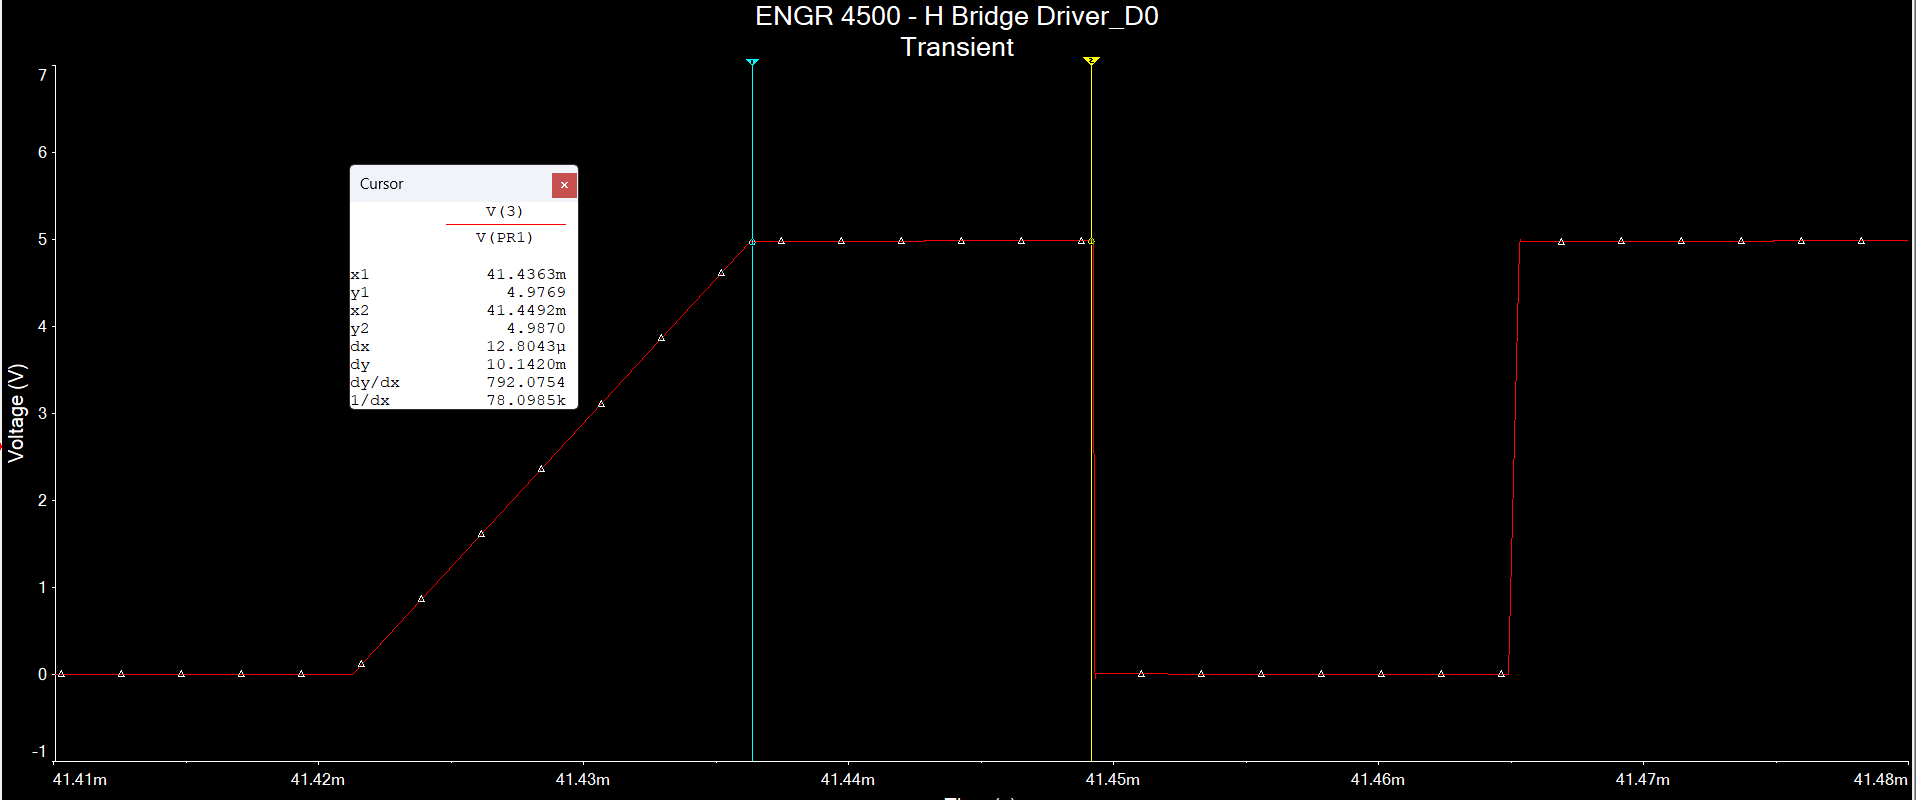 ENGR 4500 - H Bridge Driver_D0
Transient
7
6
5
4
3
2
1
0
-1
Voltage (V)
Cursor
V(3)
V(PR1)
x1 41.4363m
y1 4.9769
x2 41.4492m
y2 4.9870
dx 12.8043µ
dy 10.1420m
dy/dx 792.0754
1/dx 78.0985k
41.41m 41.42m 41.43m 41.44m 41.45m 41.46m 41.47m 41.48m